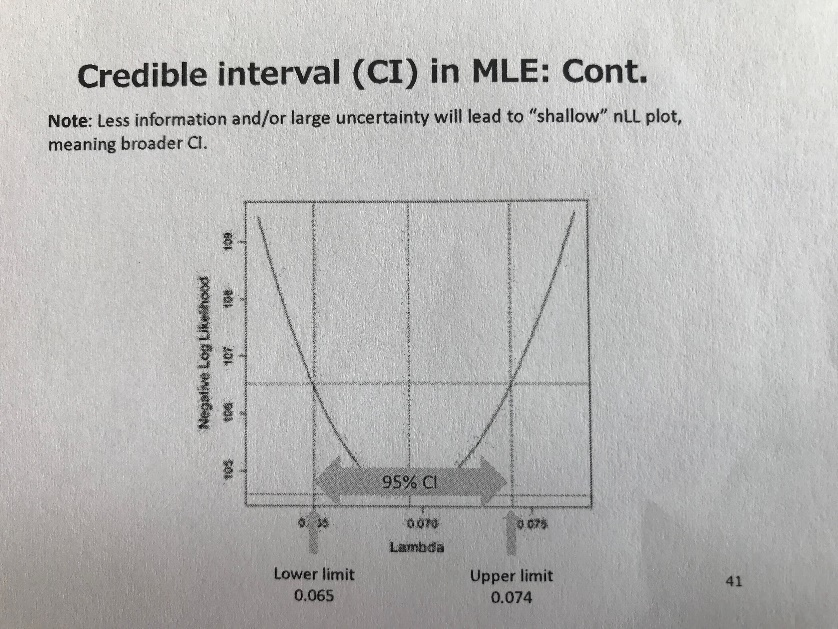 Credible interval (CI) in MLE: Cont.
Note: Less information and/or large uncertainty will lead to “shallow” nLL plot,
meaning broader CI.
Negative Log Likelihood
109
108
107
106
105
95% CI
0.070
0.075
Lambda
Lower limit
0.065
Upper limit
0.074
41